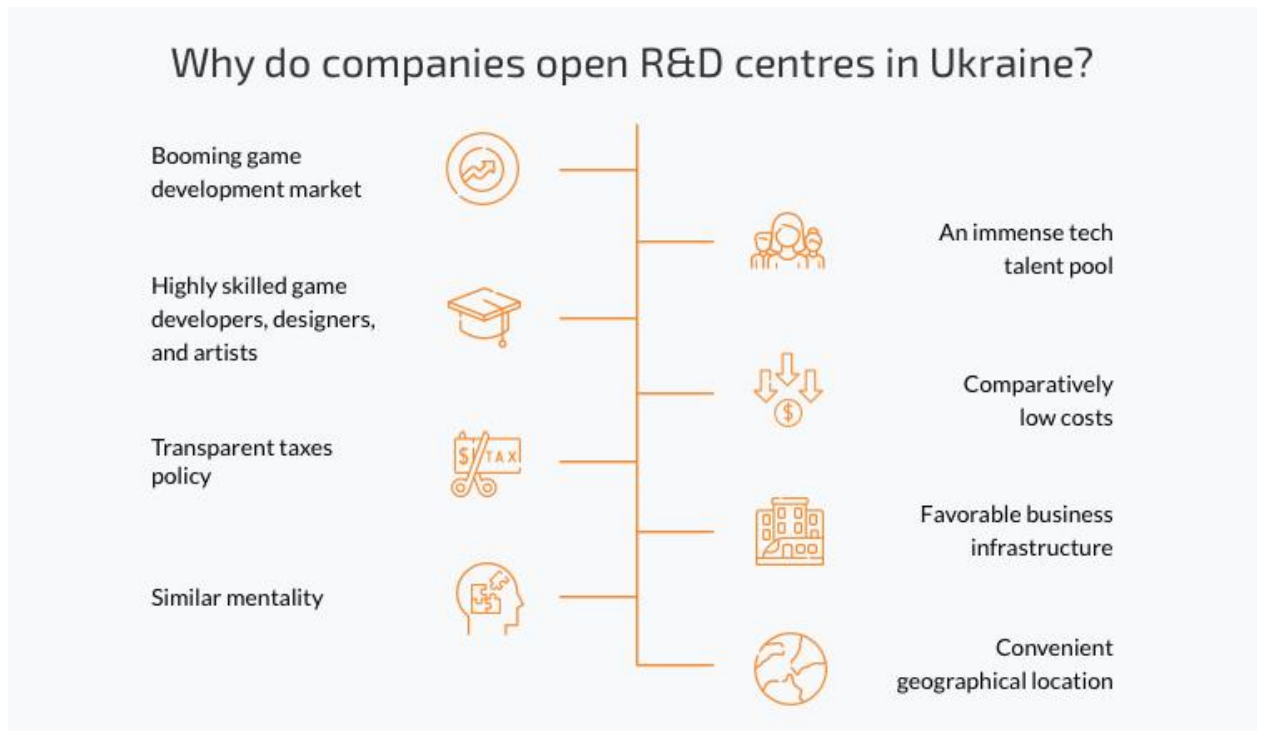 Why do companies open R&D centres in Ukraine?
Booming game
development market
An immense tech
talent pool
Highly skilled game
developers, designers,
and artists
Comparatively
low costs
$
Transparent taxes
policy
$ TAX
Favorable business
infrastructure
Similar mentality
Convenient
geographical location